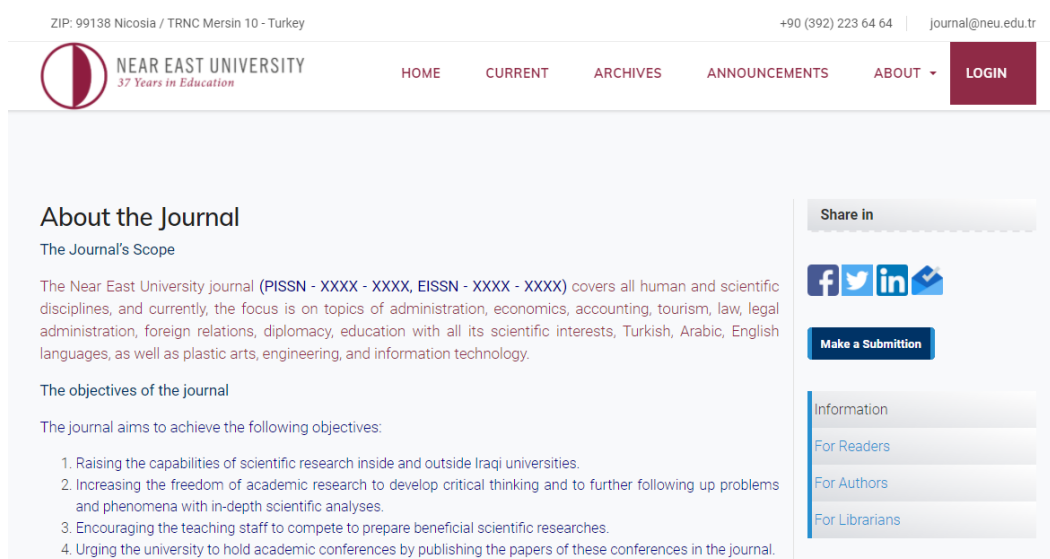 ZIP: 99138 Nicosia / TRNC Mersin 10 - Turkey
+90 (392) 223 64 64
journal@neu.edu.tr
NEAR EAST UNIVERSITY
37 Years in Education
HOME
CURRENT
ARCHIVES
ANNOUNCEMENTS
ABOUT
LOGIN
About the Journal
The Journal's Scope
The Near East University journal (PISSN - XXXX - XXXX, EISSN - XXXX - XXXX) covers all human and scientific
disciplines, and currently, the focus is on topics of administration, economics, accounting, tourism, law, legal
administration, foreign relations, diplomacy, education with all its scientific interests, Turkish, Arabic, English
languages, as well as plastic arts, engineering, and information technology.
The objectives of the journal
The journal aims to achieve the following objectives:
1. Raising the capabilities of scientific research inside and outside Iraqi universities.
2. Increasing the freedom of academic research to develop critical thinking and to further following up problems
and phenomena with in-depth scientific analyses.
3. Encouraging the teaching staff to compete to prepare beneficial scientific researches.
4. Urging the university to hold academic conferences by publishing the papers of these conferences in the journal.
Share in
Make a Submittion
Information
For Readers
For Authors
For Librarians